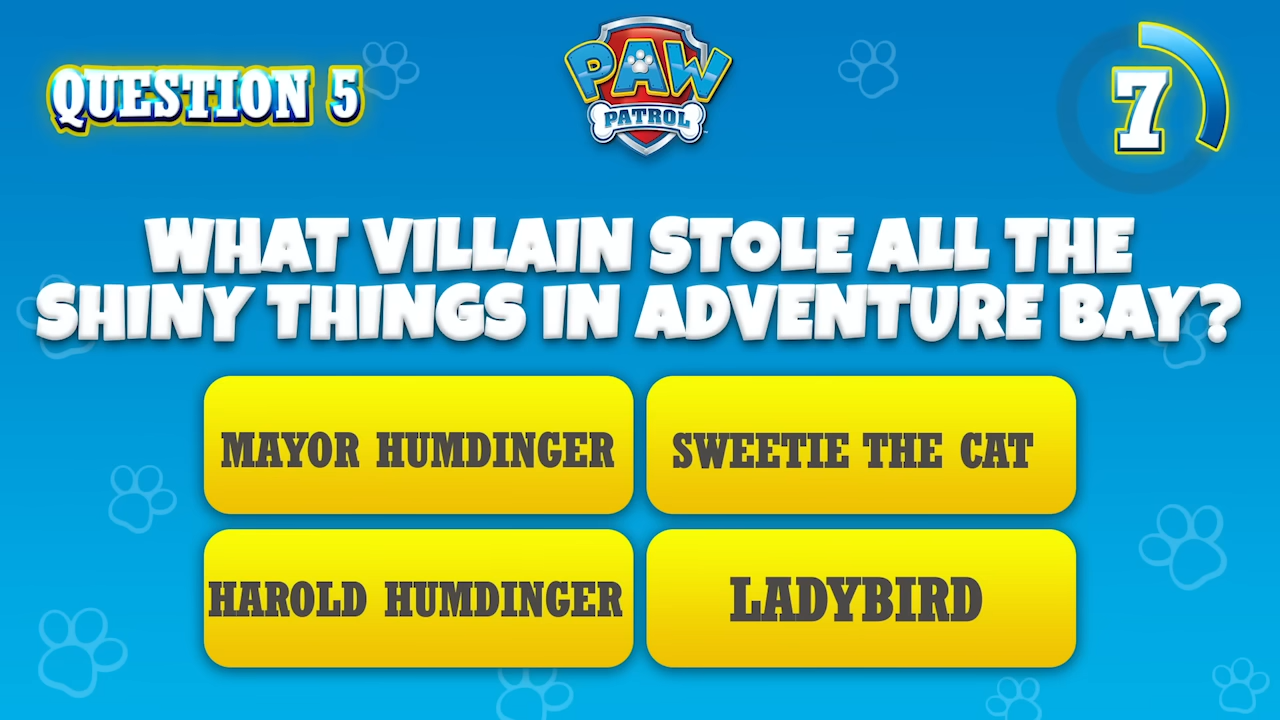 QUESTION 5
PAW
PATROL
7
WHAT VILLAIN STOLE ALL THE
SHINY THINGS IN ADVENTURE BAY?
MAYOR HUMDINGER
SWEETIE THE CAT
HAROLD HUMDINGER
LADYBIRD